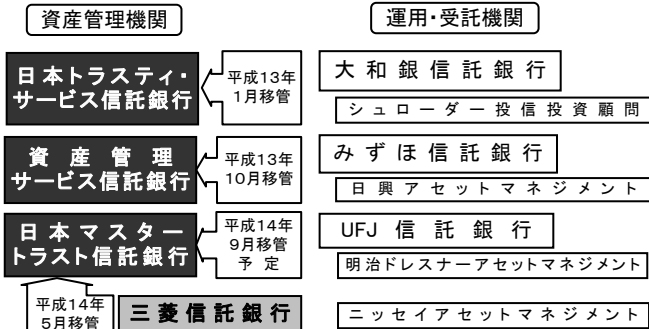 資産管理機関
運用・受託機関
日本トラスティ・
サービス信託銀行
平成13年
1月移管
大和銀信託銀行
シュローダー投信投資顧問
資産管理
サービス信託銀行
平成13年
10月移管
みずほ信託銀行
日興アセットマネジメント
日本マスター
トラスト信託銀行
平成14年
9月移管
予定
UFJ信託銀行
明治ドレスナーアセットマネジメント
平成14年
5月移管
三菱信託銀行
ニッセイアセットマネジメント